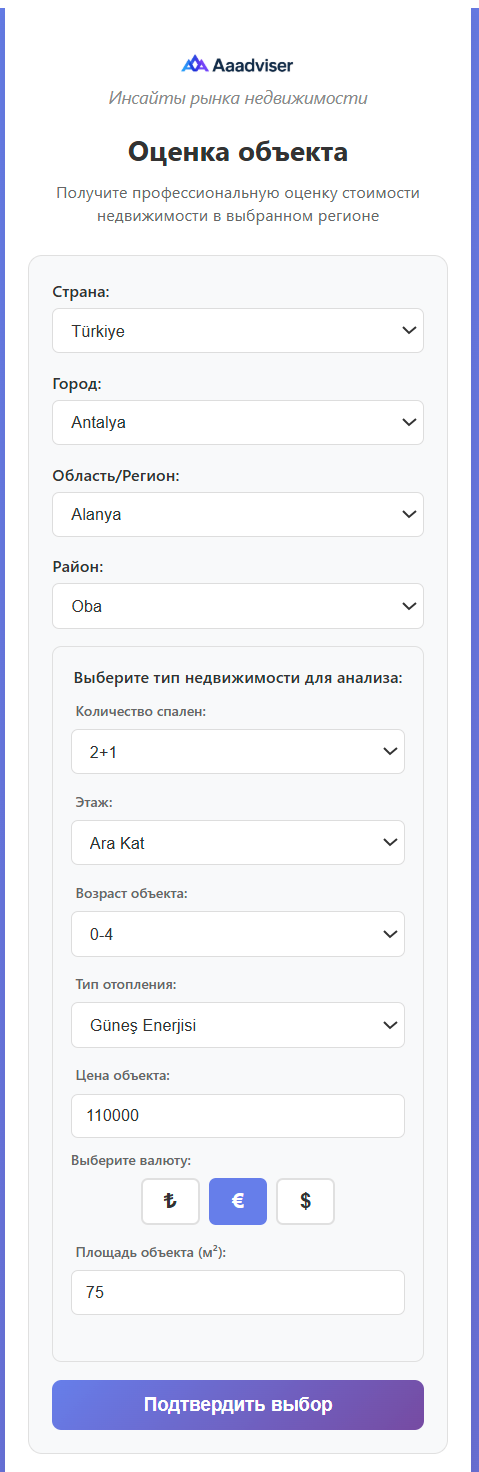 Aaadviser
Инсайты рынка недвижимости
Оценка объекта
Получите профессиональную оценку стоимости
недвижимости в выбранном регионе
Страна:
Türkiye
Город:
Antalya
Область/Регион:
Alanya
Район:
Oba
Выберите тип недвижимости для анализа:
Количество спален:
2+1
Этаж:
Ara Kat
Возраст объекта:
0-4
Тип отопления:
Güneş Enerjisi
Цена объекта:
110000
Выберите валюту:
₺ € $
Площадь объекта (м²):
75
Подтвердить выбор